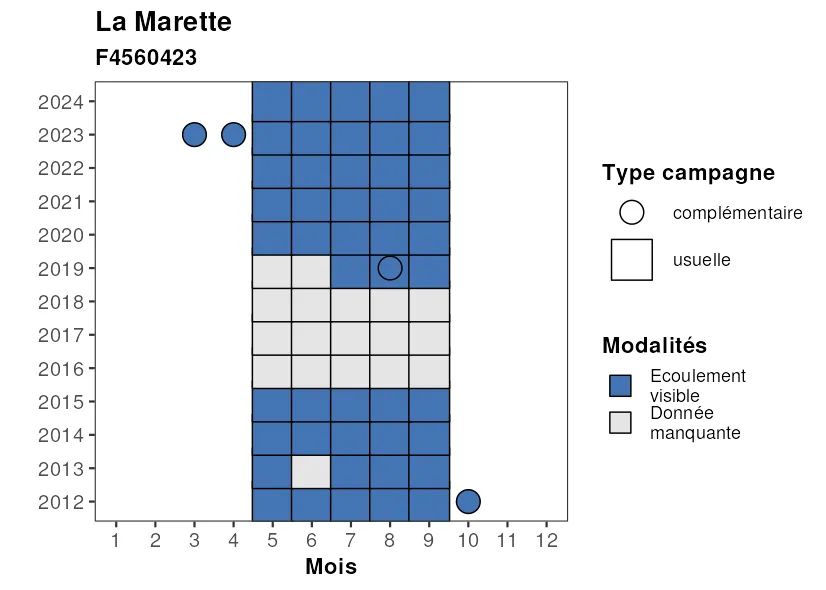 La Marette
F4560423
2024
2023
2022
2021
2020
2019
2018
2017
2016
2015
2014
2013
2012
1 2 3 4 5 6 7 8 9 10 11 12
Mois
Type campagne
complémentaire
usuelle
Modalités
Ecoulement
visible
Donnée
manquante